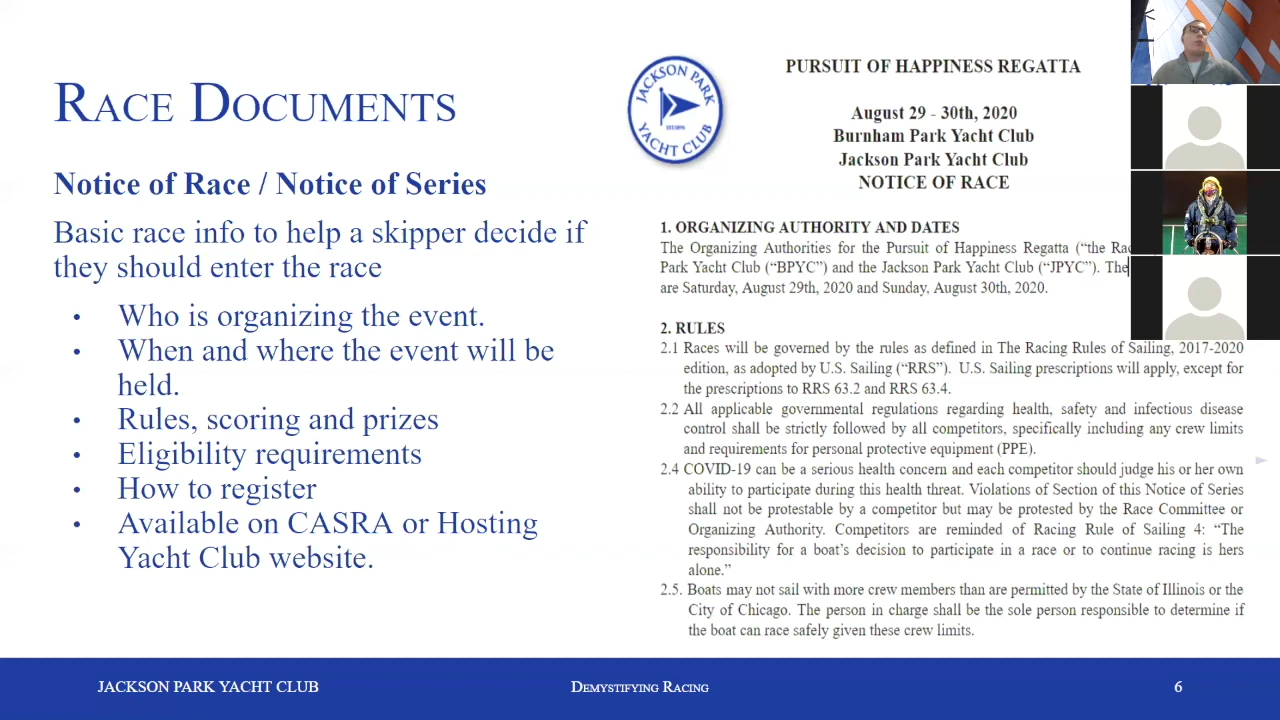 RACE DOCUMENTS
Notice of Race / Notice of Series
Basic race info to help a skipper decide if
they should enter the race
• Who is organizing the event.
• When and where the event will be
held.
• Rules, scoring and prizes
• Eligibility requirements
• How to register
• Available on CASRA or Hosting
Yacht Club website.
JACKSON PARK
YACHT CLUB
PURSUIT OF HAPPINESS REGATTA
August 29 - 30th, 2020
Burnham Park Yacht Club
Jackson Park Yacht Club
NOTICE OF RACE
1. ORGANIZING AUTHORITY AND DATES
The Organizing Authorities for the Pursuit of Happiness Regatta (“the
Park Yacht Club (“BPYC”) and the Jackson Park Yacht Club (“JPYC”). The
are Saturday, August 29th, 2020 and Sunday, August 30th, 2020.
2. RULES
2.1 Races will be governed by the rules as defined in The Racing Rules of Sailing, 2017-2020
edition, as adopted by U.S. Sailing (“RRS”). U.S. Sailing prescriptions will apply, except for
the prescriptions to RRS 63.2 and RRS 63.4.
2.2 All applicable governmental regulations regarding health, safety and infectious disease
control shall be strictly followed by all competitors, specifically including any crew limits
and requirements for personal protective equipment (PPE).
2.4 COVID-19 can be a serious health concern and each competitor should judge his or her own
ability to participate during this health threat. Violations of Section of this Notice of Series
shall not be protestable by a competitor but may be protested by the Race Committee or
Organizing Authority. Competitors are reminded of Racing Rule of Sailing 4: “The
responsibility for a boat’s decision to participate in a race or to continue racing is hers
alone.”
2.5. Boats may not sail with more crew members than are permitted by the State of Illinois or the
City of Chicago. The person in charge shall be the sole person responsible to determine if
the boat can race safely given these crew limits.
JACKSON PARK YACHT CLUB
DEMYSTIFYING RACING
6